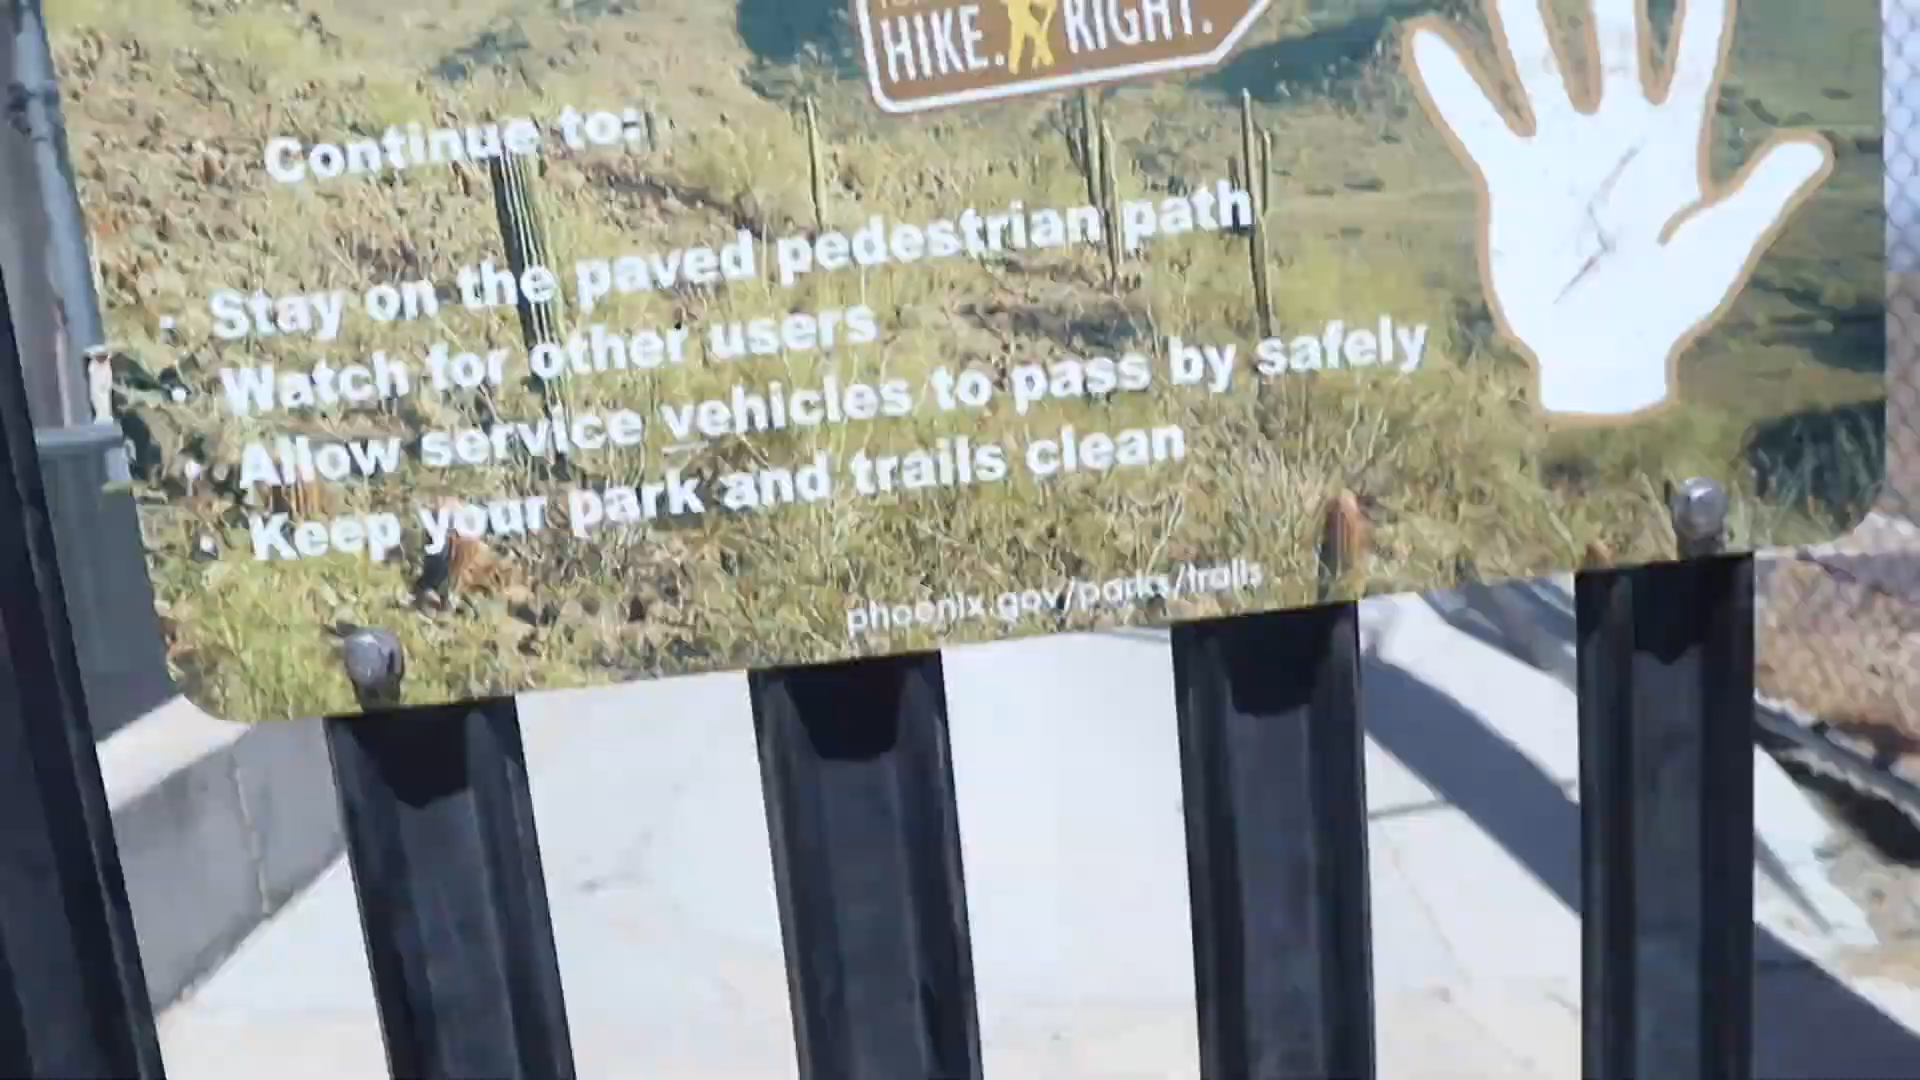 HIKE. RIGHT.
Continue to:
· Stay on the paved pedestrian path
· Watch for other users
· Allow service vehicles to pass by safely
· Keep your park and trails clean
phoenix.gov/parks/trails